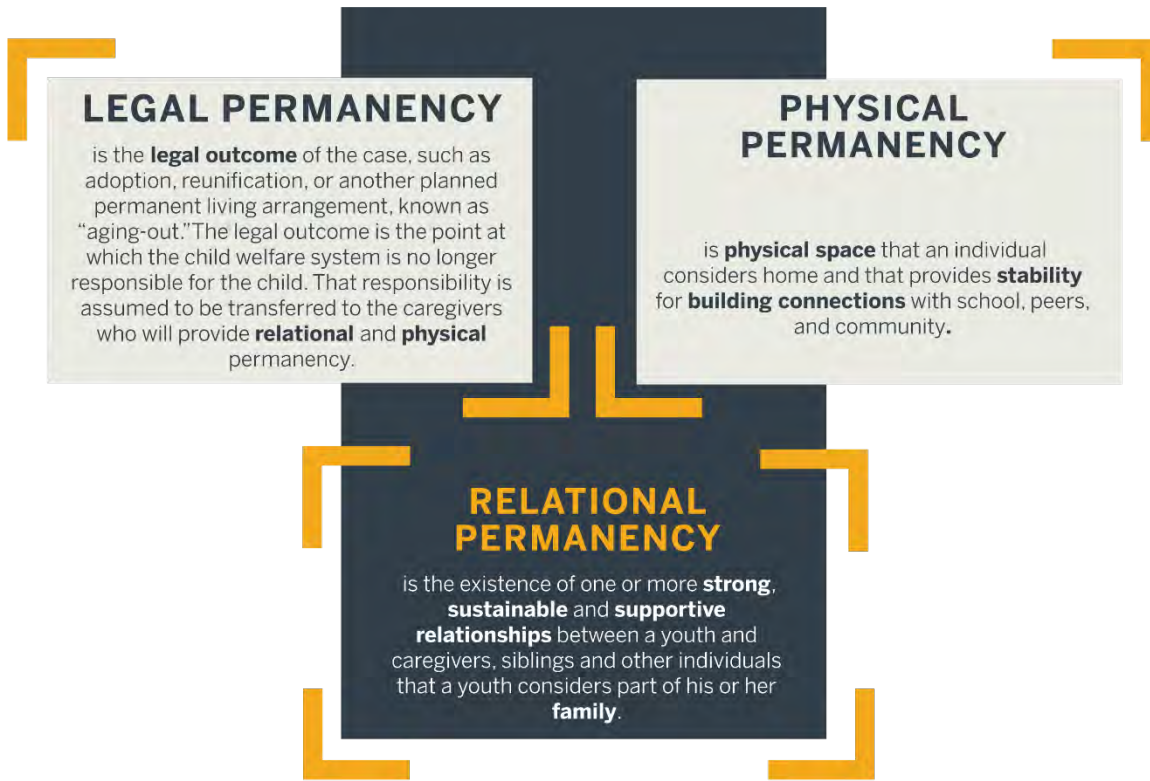 LEGAL PERMANENCY
is the legal outcome of the case, such as
adoption, reunification, or another planned
permanent living arrangement, known as
“aging-out.”The legal outcome is the point at
which the child welfare system is no longer
responsible for the child. That responsibility is
assumed to be transferred to the caregivers
who will provide relational and physical
permanency.
PHYSICAL
PERMANENCY
is physical space that an individual
considers home and that provides stability
for building connections with school, peers,
and community.
RELATIONAL
PERMANENCY
is the existence of one or more strong,
sustainable and supportive
relationships between a youth and
caregivers, siblings and other individuals
that a youth considers part of his or her
family.